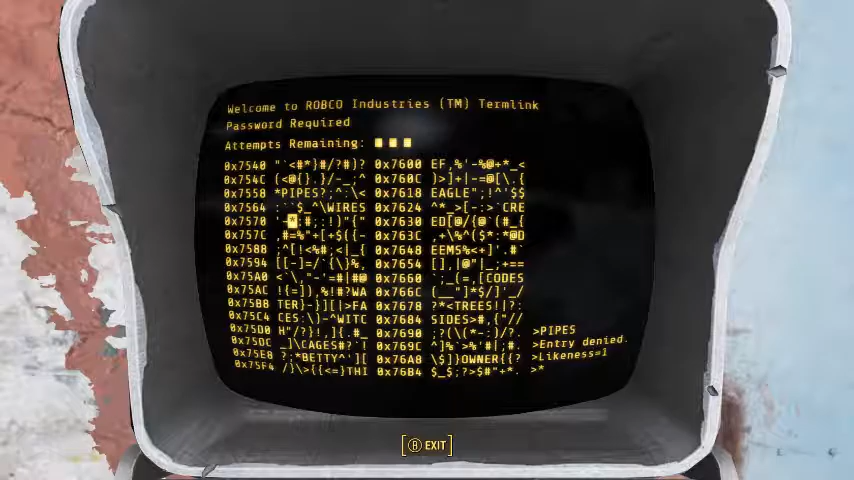 Welcome to ROBCO Industries (TM) Termlink
Password Required
Attempts Remaining: ■ ■ ■
0x7540 "`<#*}#/?#)? 0x7600 EF,%'-%@+*_<
0x754C (<@{}.}/-_;^ 0x760C )>]+|-=@[\.{
0x7558 *PIPES?;^:\< 0x7618 EAGLE";!^'$$
0x7564 :``$_^\WIRES 0x7624 ^*_>[-:>`CRE
0x7570 '-*;#;:!)"{" 0x7630 ED[@/{@`(#_{
0x757C ,#=%"+[+$({- 0x763C ,+\%^($*:*@D
0x7588 :^[!<%#;<|_{ 0x7648 EEMS%<+]'.#`
0x7594 [[-]=/`{\}%, 0x7654 [],|@"|_;+==
0x75A0 <`\,"-'=#|#@ 0x7660 `;_(=,[CODES
0x75AC !{=]),%!#?WA 0x766C (__"]*$/]'_/
0x75B8 TER}-}][|>FA 0x7678 ?*<TREES!|?:
0x75C4 CES:\)-^WITC 0x7684 SIDES>#,{"//
0x75D0 H"/?}!,]{.#_ 0x7690 :?(\(*-:)/?.
0x75DC _]\CAGES#?`! 0x769C ^]%`>%'#|;#.
0x75E8 ?;*BETTY^'][ 0x76A8 \$]}OWNER{{?
0x75F4 /}\>{{<=}THI 0x76B4 $_$;?>$#"+*.
>PIPES
>Entry denied.
>Likeness=1
>*
[Ⓑ EXIT]